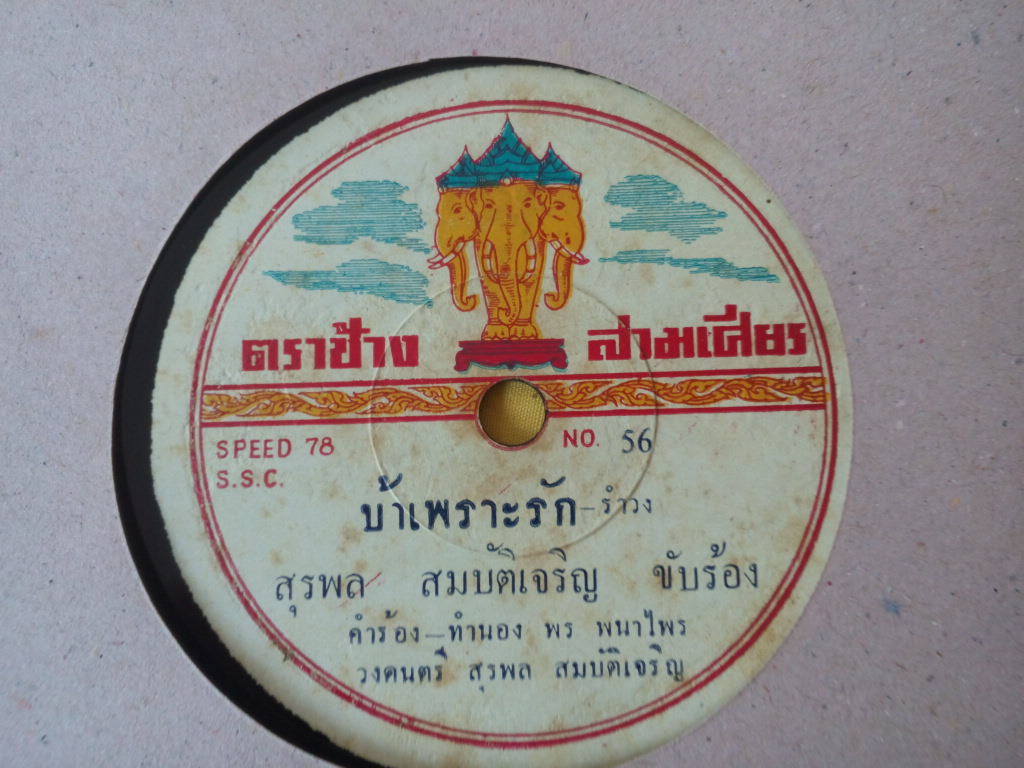 ตราช้าง สามเศียร
SPEED 78 NO. 56
S.S.C.
บ้าเพราะรัก-รำวง
สุรพล สมบัติเจริญ ขับร้อง
คำร้อง-ทำนอง พร พนาไพร
วงดนตรี สุรพล สมบัติเจริญ